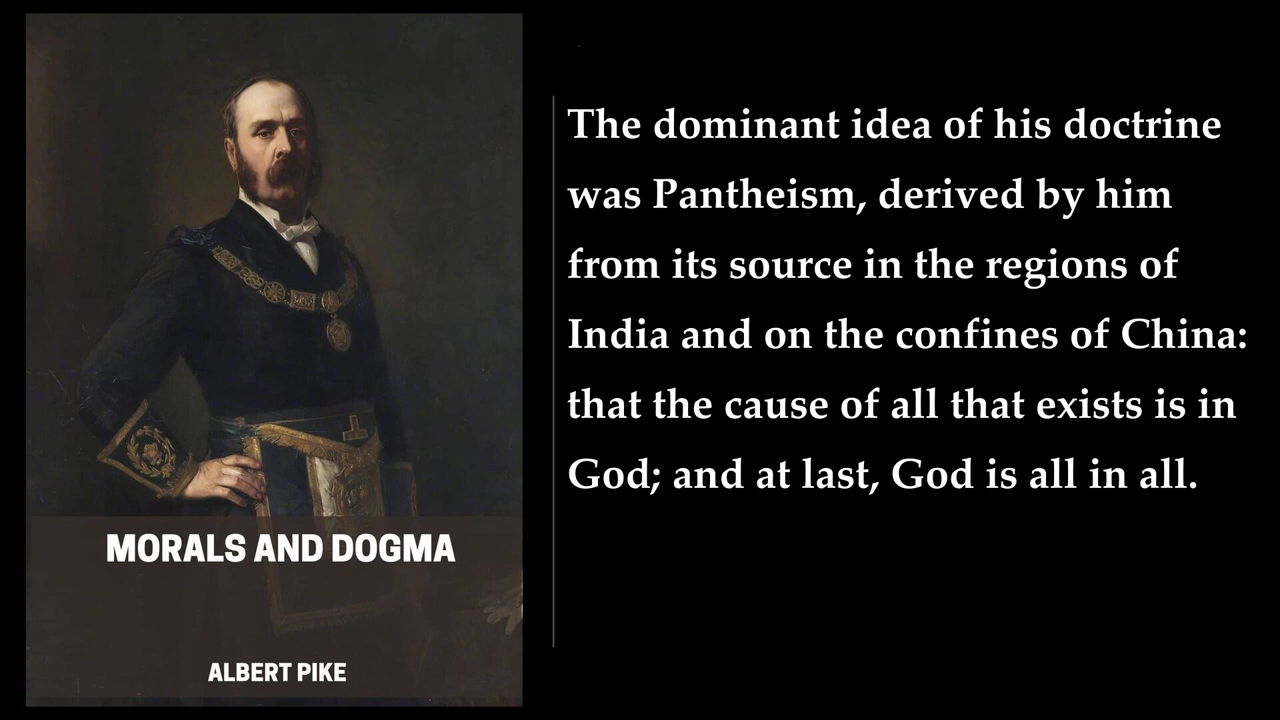 MORALS AND DOGMA
ALBERT PIKE
The dominant idea of his doctrine
was Pantheism, derived by him
from its source in the regions of
India and on the confines of China:
that the cause of all that exists is in
God; and at last, God is all in all.